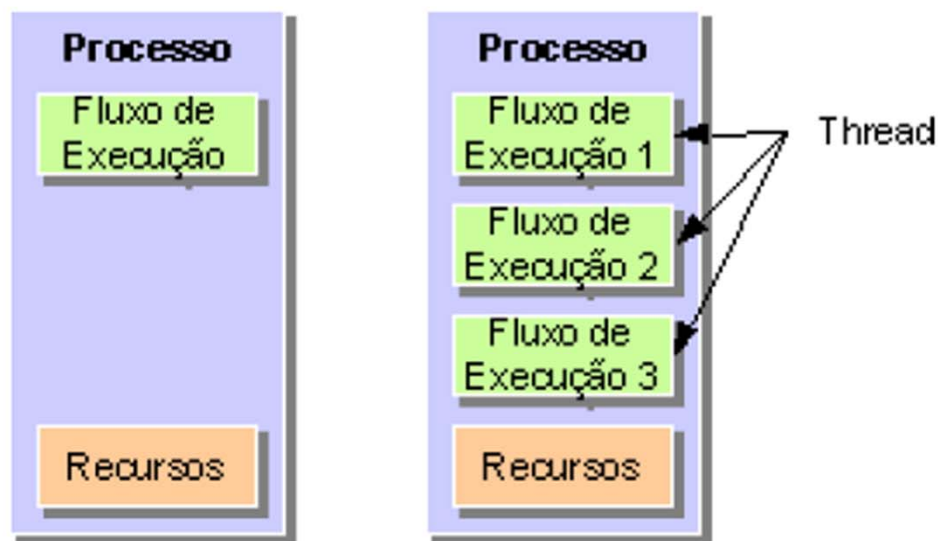 Processo
Fluxo de
Execução
Recursos
Processo
Fluxo de
Execução 1
Fluxo de
Execução 2
Fluxo de
Execução 3
Recursos
Thread